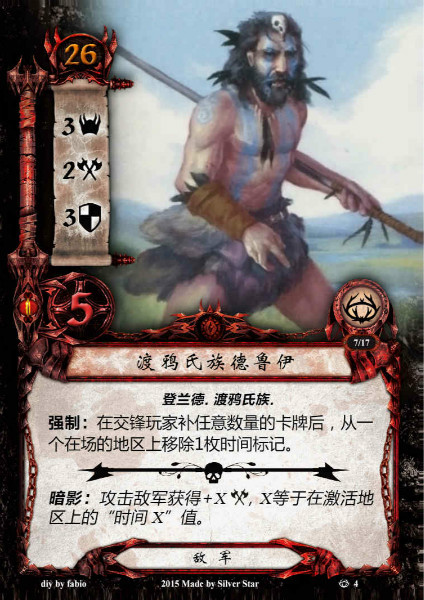 26
3
2
3
5
7/17
渡鸦氏族德鲁伊
登兰德. 渡鸦氏族.
强制：在交锋玩家补任意数量的卡牌后，从一
个在场的地区上移除1枚时间标记。
暗影：攻击敌军获得+X , X等于在激活地
区上的“时间 X”值。
敌军
diy by fabio 2015 Made by Silver Star 4